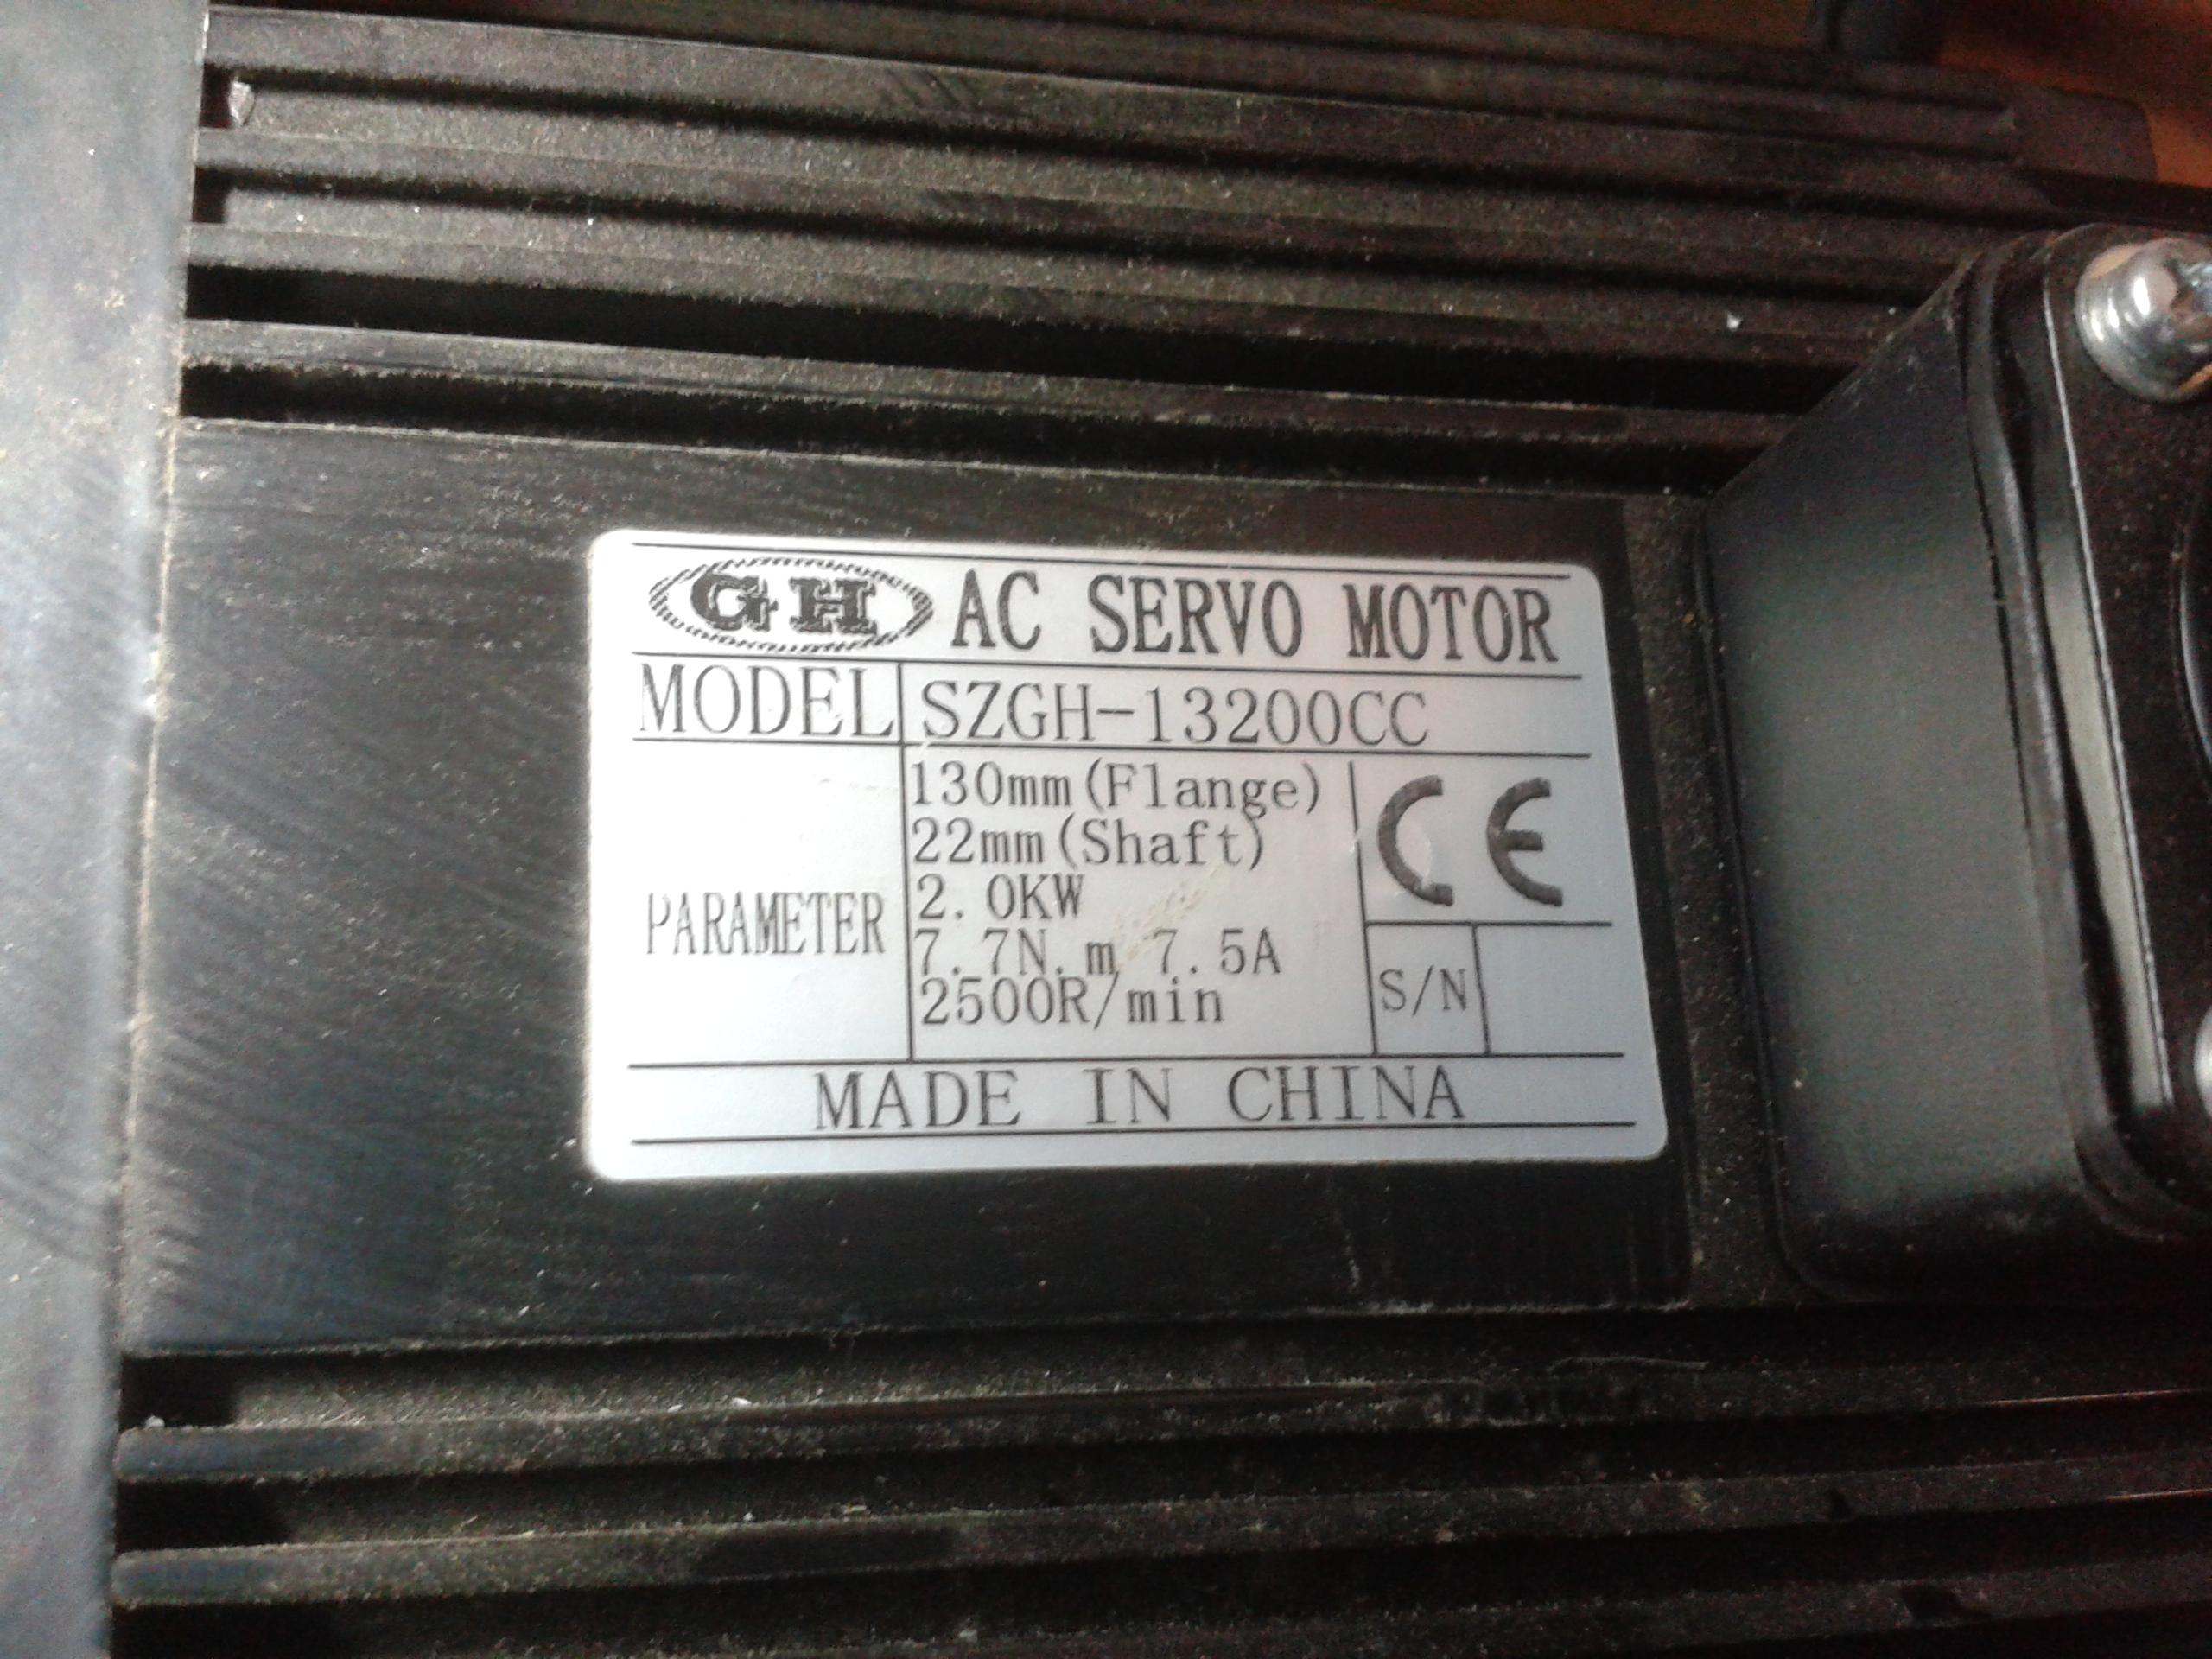 GH AC SERVO MOTOR
MODEL SZGH-13200CC
130mm(Flange)
22mm(Shaft)
CE
PARAMETER
2.0KW
7.7N.m 7.5A
2500R/min
S/N
MADE IN CHINA